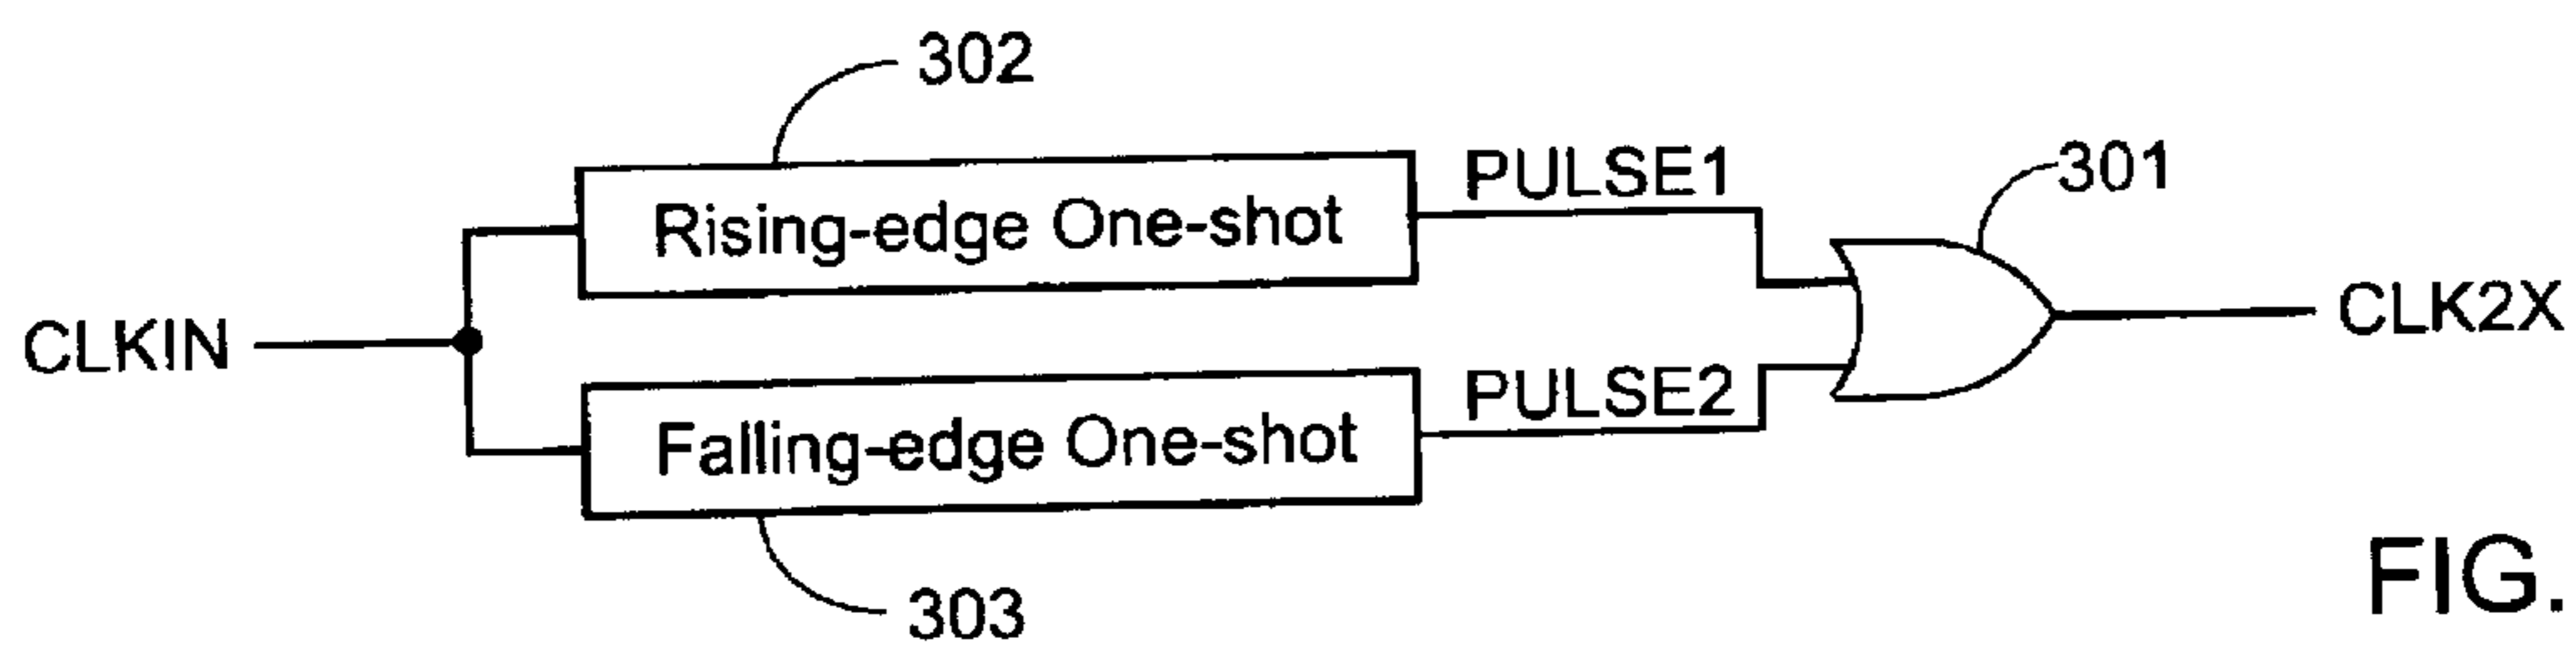 302
Rising-edge One-shot
PULSE1
301
CLKIN
CLK2X
Falling-edge One-shot
PULSE2
303
FIG.